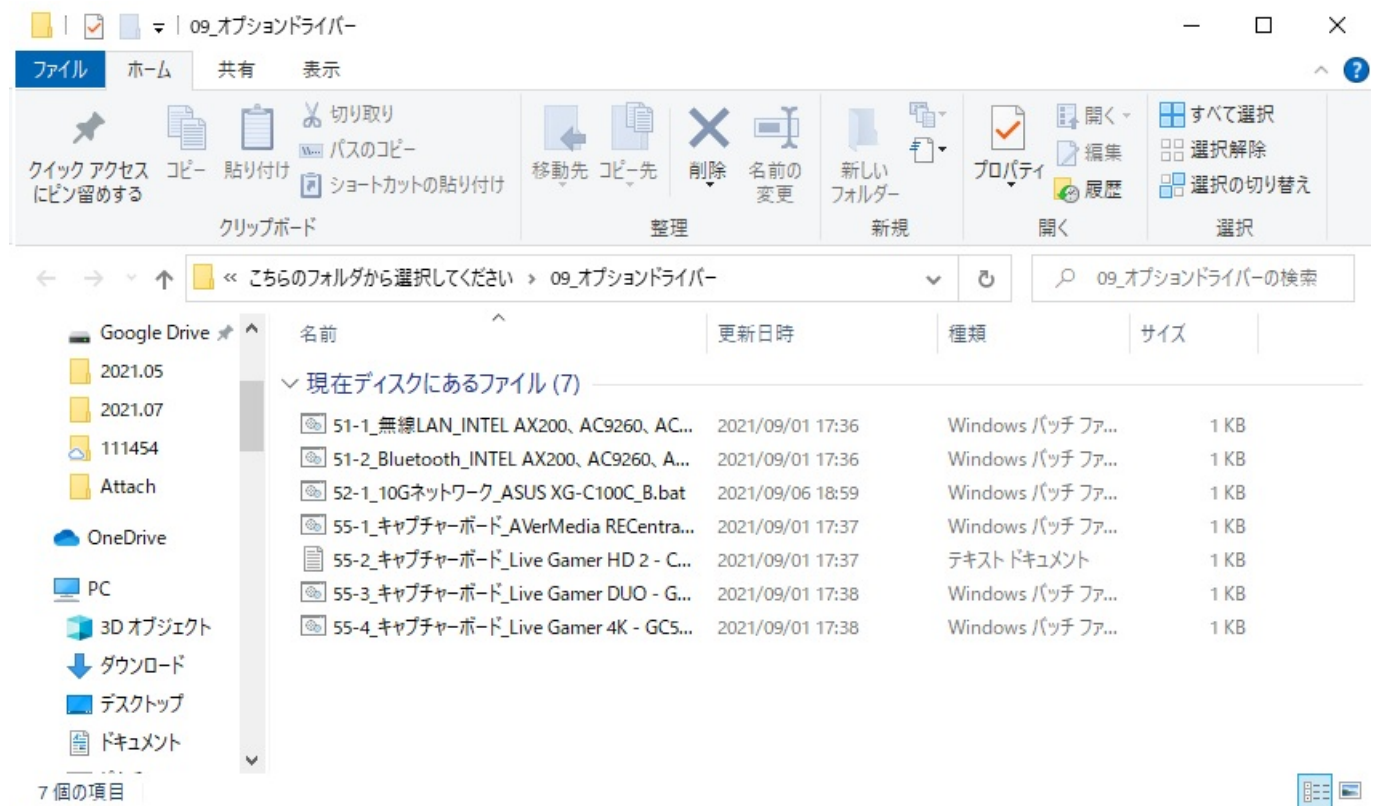 09_オプションドライバー
ファイル ホーム 共有 表示
クイック アクセスにピン留めする
コピー
貼り付け
切り取り
パスのコピー
ショートカットの貼り付け
クリップボード
移動先
コピー先
削除
名前の変更
整理
新しいフォルダー
新規
プロパティ
開く
編集
履歴
開く
すべて選択
選択解除
選択の切り替え
選択
« こちらのフォルダから選択してください › 09_オプションドライバー
09_オプションドライバーの検索
Google Drive
2021.05
2021.07
111454
Attach
OneDrive
PC
3D オブジェクト
ダウンロード
デスクトップ
ドキュメント
名前 更新日時 種類 サイズ
現在ディスクにあるファイル (7)
51-1_無線LAN_INTEL AX200、AC9260、AC... 2021/09/01 17:36 Windows バッチ ファ... 1 KB
51-2_Bluetooth_INTEL AX200、AC9260、A... 2021/09/01 17:36 Windows バッチ ファ... 1 KB
52-1_10Gネットワーク_ASUS XG-C100C_B.bat 2021/09/06 18:59 Windows バッチ ファ... 1 KB
55-1_キャプチャーボード_AVerMedia RECentra... 2021/09/01 17:37 Windows バッチ ファ... 1 KB
55-2_キャプチャーボード_Live Gamer HD 2 - C... 2021/09/01 17:37 テキスト ドキュメント 1 KB
55-3_キャプチャーボード_Live Gamer DUO - G... 2021/09/01 17:38 Windows バッチ ファ... 1 KB
55-4_キャプチャーボード_Live Gamer 4K - GC5... 2021/09/01 17:38 Windows バッチ ファ... 1 KB
7 個の項目